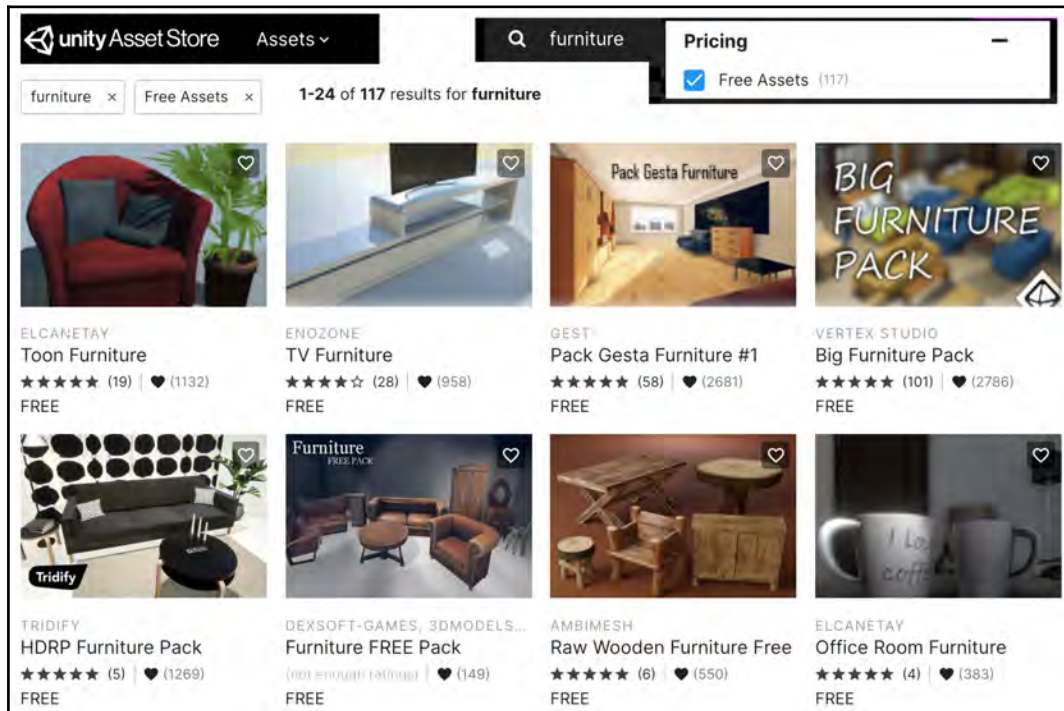 unity Asset Store Assets
furniture
Pricing
Free Assets (117)
furniture × Free Assets × 1-24 of 117 results for furniture
Pack Gesta Furniture
BIG
FURNITURE
PACK
ELCANETAY
Toon Furniture
★★★★★ (19) | ♥ (1132)
FREE
ENOZONE
TV Furniture
★★★★☆ (28) | ♥ (958)
FREE
GEST
Pack Gesta Furniture #1
★★★★★ (58) | ♥ (2681)
FREE
VERTEX STUDIO
Big Furniture Pack
★★★★★ (101) | ♥ (2786)
FREE
Tridify
Furniture
FREE PACK
I Lo
coffe
TRIDIFY
HDRP Furniture Pack
★★★★★ (5) | ♥ (1269)
FREE
DEXSOFT-GAMES, 3DMODELS...
Furniture FREE Pack
(not enough ratings) | ♥ (149)
FREE
AMBIMESH
Raw Wooden Furniture Free
★★★★★ (6) | ♥ (550)
FREE
ELCANETAY
Office Room Furniture
★★★★★ (4) | ♥ (383)
FREE